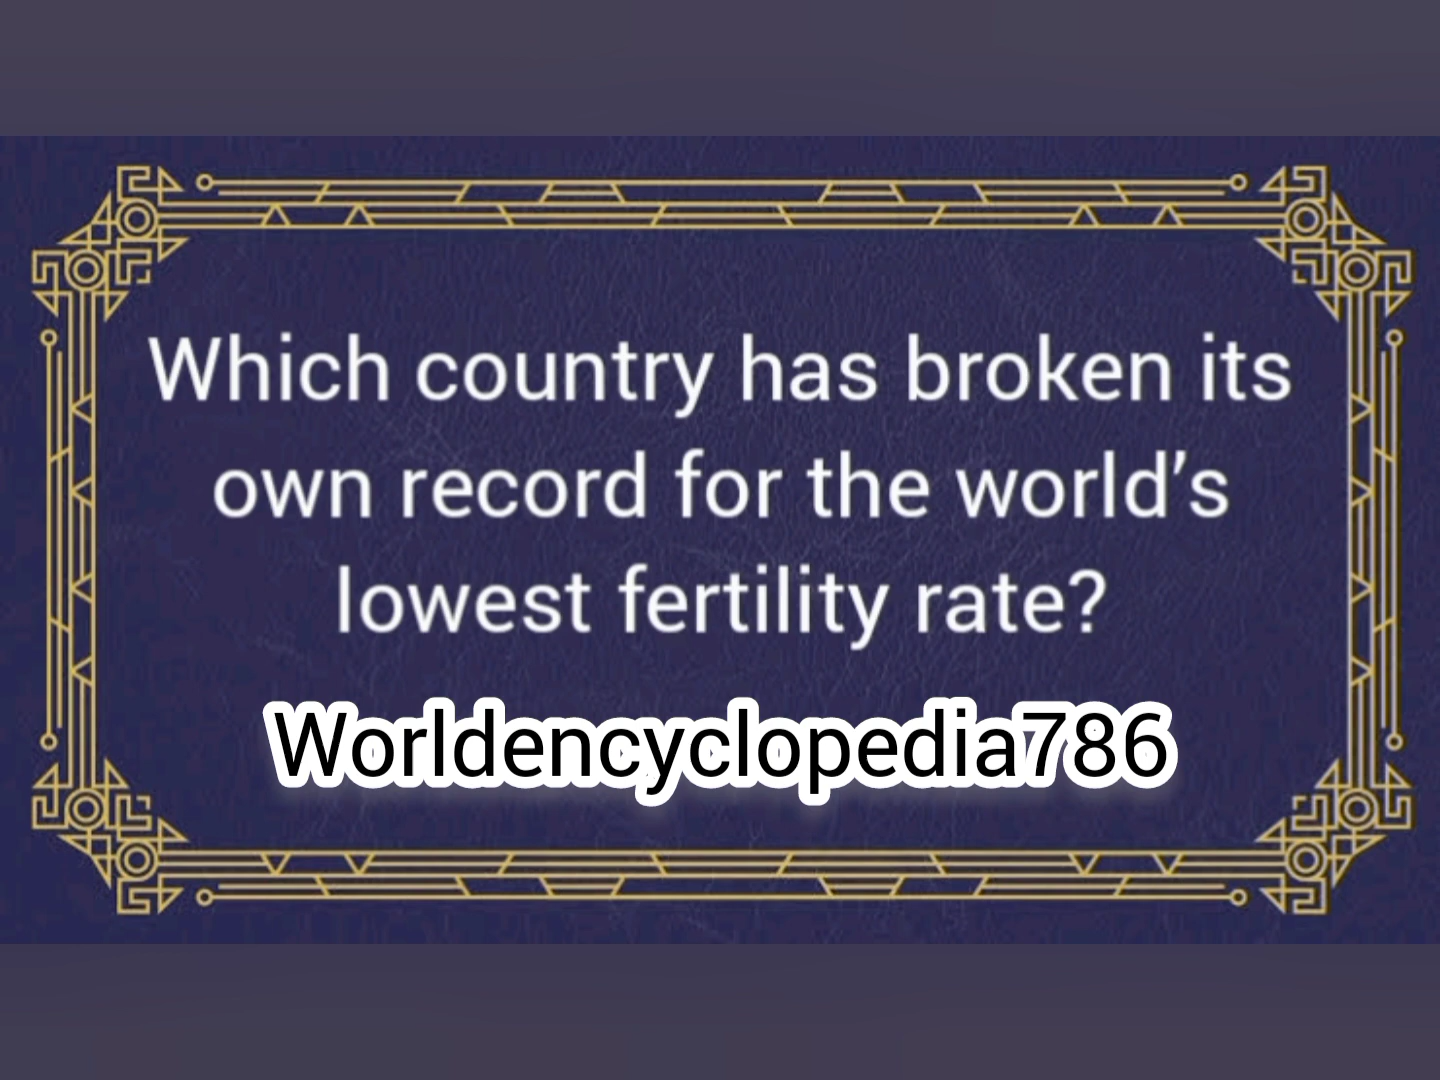 Which country has broken its
own record for the world’s
lowest fertility rate?
Worldencyclopedia786